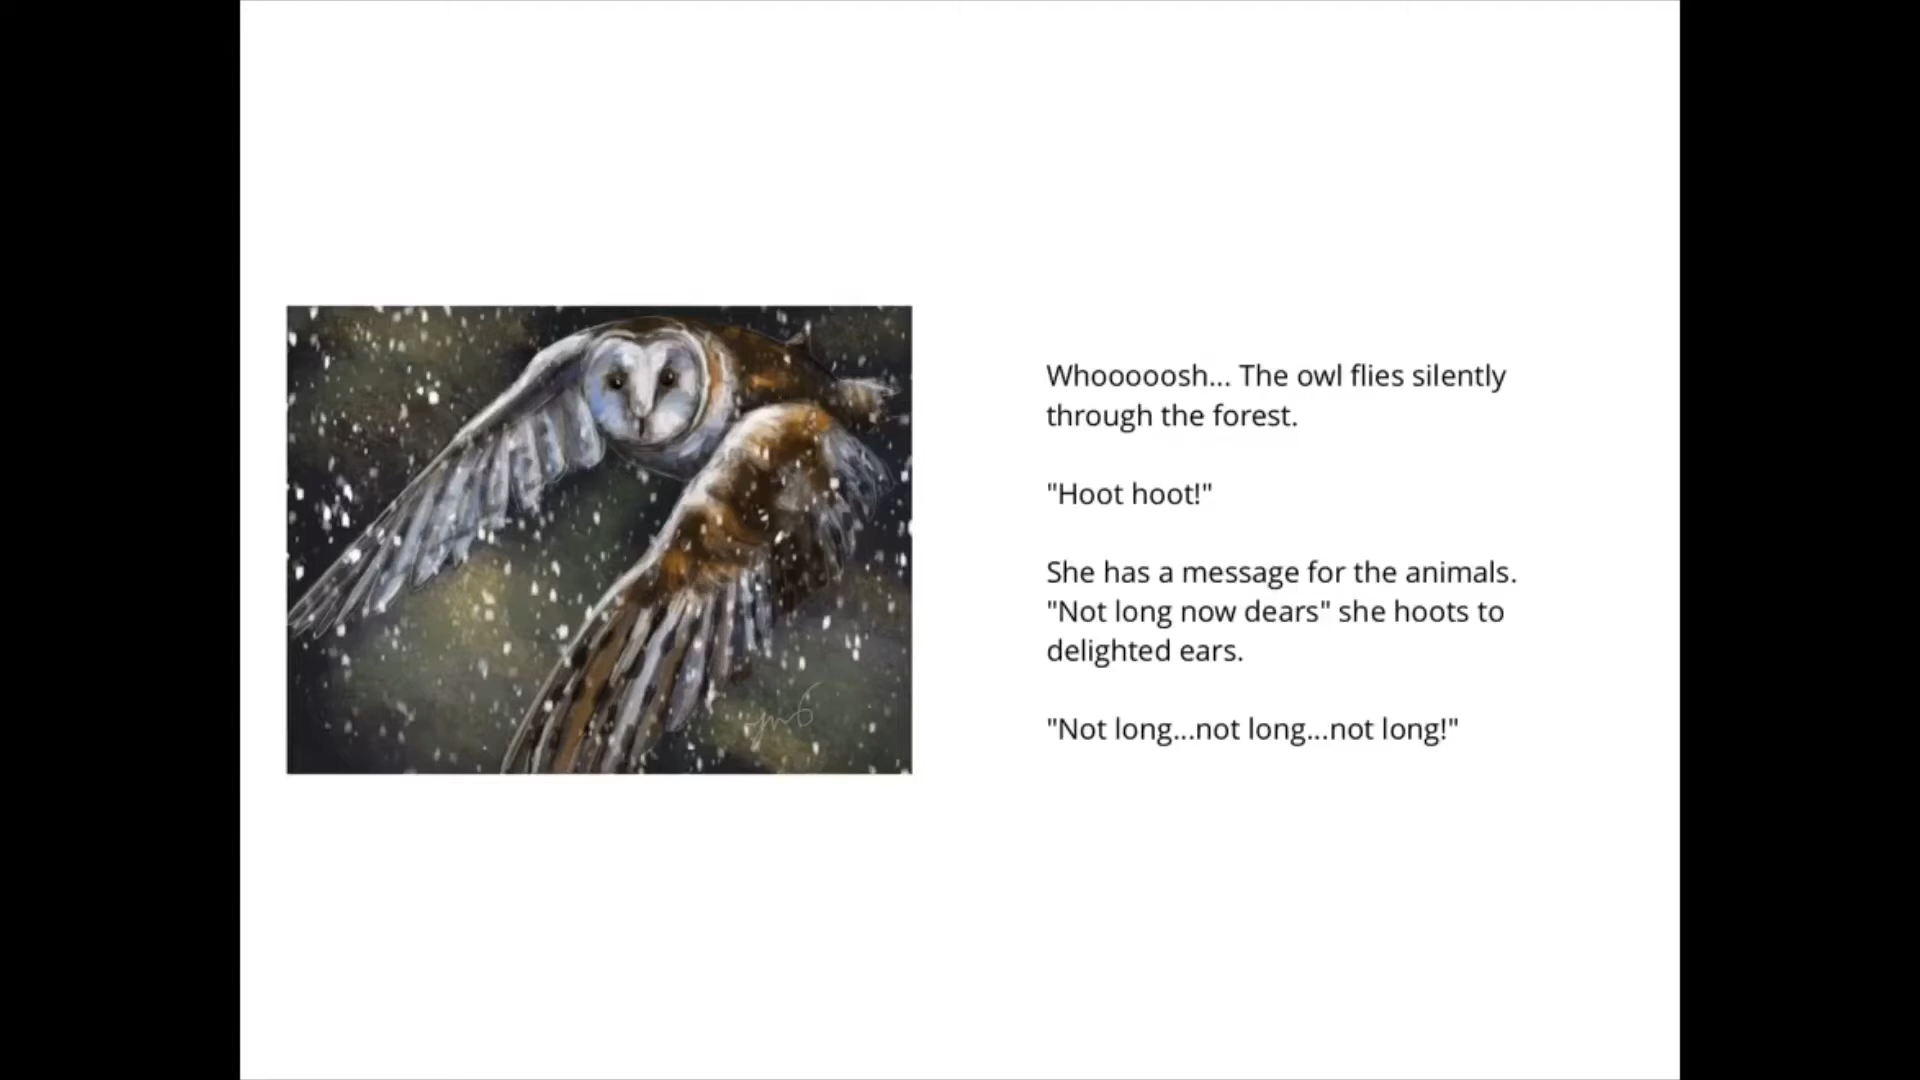 Whooooosh... The owl flies silently
through the forest.
"Hoot hoot!"
She has a message for the animals.
"Not long now dears" she hoots to
delighted ears.
"Not long...not long...not long!"